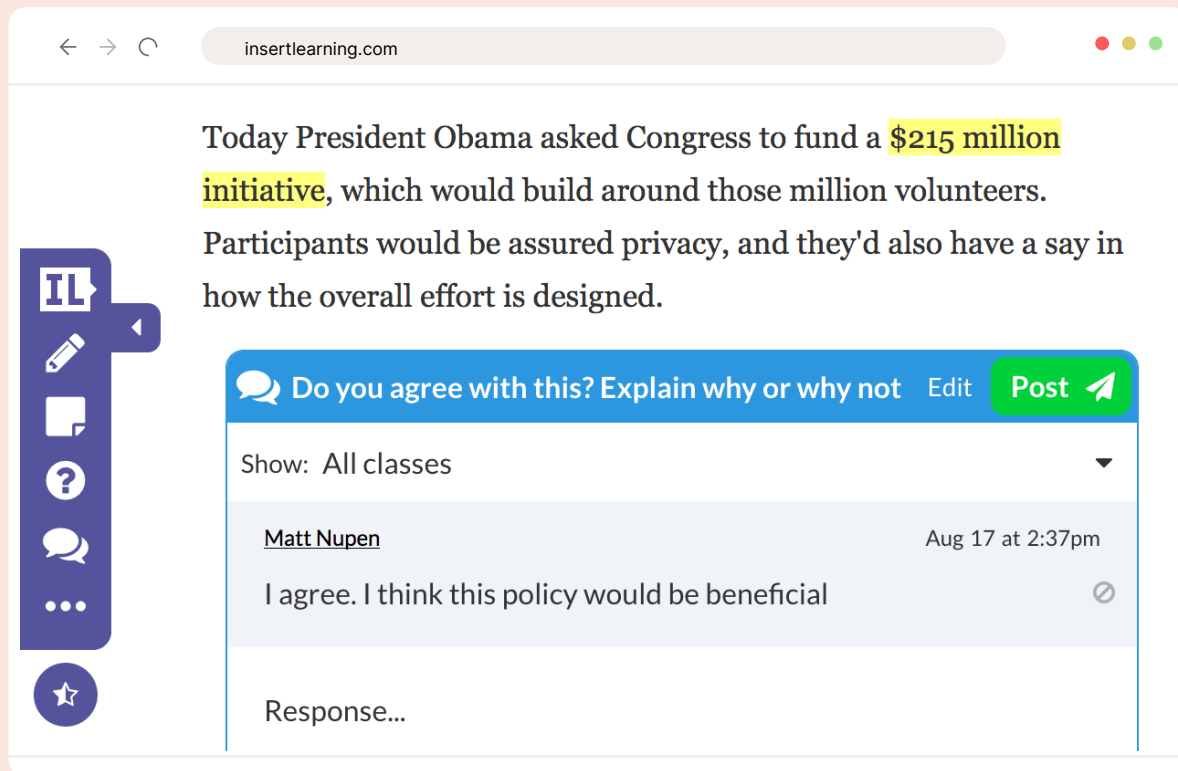 insertlearning.com
Today President Obama asked Congress to fund a $215 million
initiative, which would build around those million volunteers.
Participants would be assured privacy, and they'd also have a say in
how the overall effort is designed.
IL
Do you agree with this? Explain why or why not Edit Post
Show: All classes
Matt Nupen Aug 17 at 2:37pm
I agree. I think this policy would be beneficial
Response...